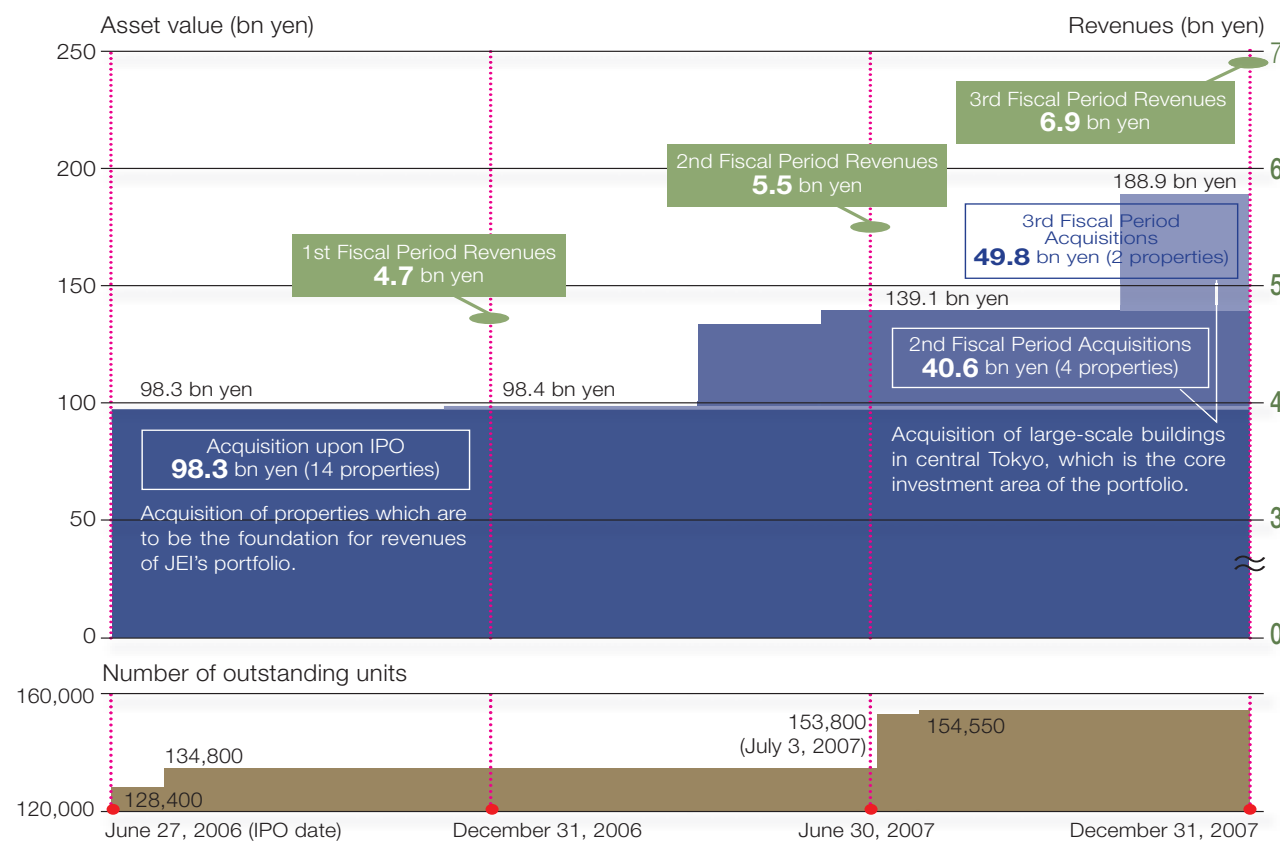 Asset value (bn yen)
Revenues (bn yen)
250
200
150
100
50
0
7
6
5
4
3
0
3rd Fiscal Period Revenues
6.9 bn yen
2nd Fiscal Period Revenues
5.5 bn yen
1st Fiscal Period Revenues
4.7 bn yen
188.9 bn yen
3rd Fiscal Period
Acquisitions
49.8 bn yen (2 properties)
139.1 bn yen
2nd Fiscal Period Acquisitions
40.6 bn yen (4 properties)
98.3 bn yen
98.4 bn yen
Acquisition upon IPO
98.3 bn yen (14 properties)
Acquisition of properties which are
to be the foundation for revenues
of JEI's portfolio.
Acquisition of large-scale buildings
in central Tokyo, which is the core
investment area of the portfolio.
Number of outstanding units
160,000
120,000
134,800
128,400
153,800
(July 3, 2007)
154,550
June 27, 2006 (IPO date)
December 31, 2006
June 30, 2007
December 31, 2007